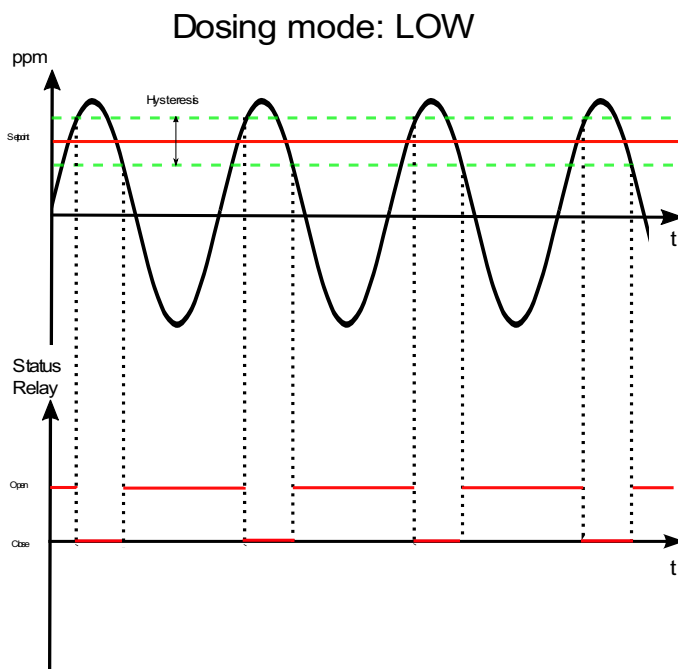 Dosing mode: LOW
ppm
Hysteresis
Setpoint
t
Status
Relay
Open
Close
t